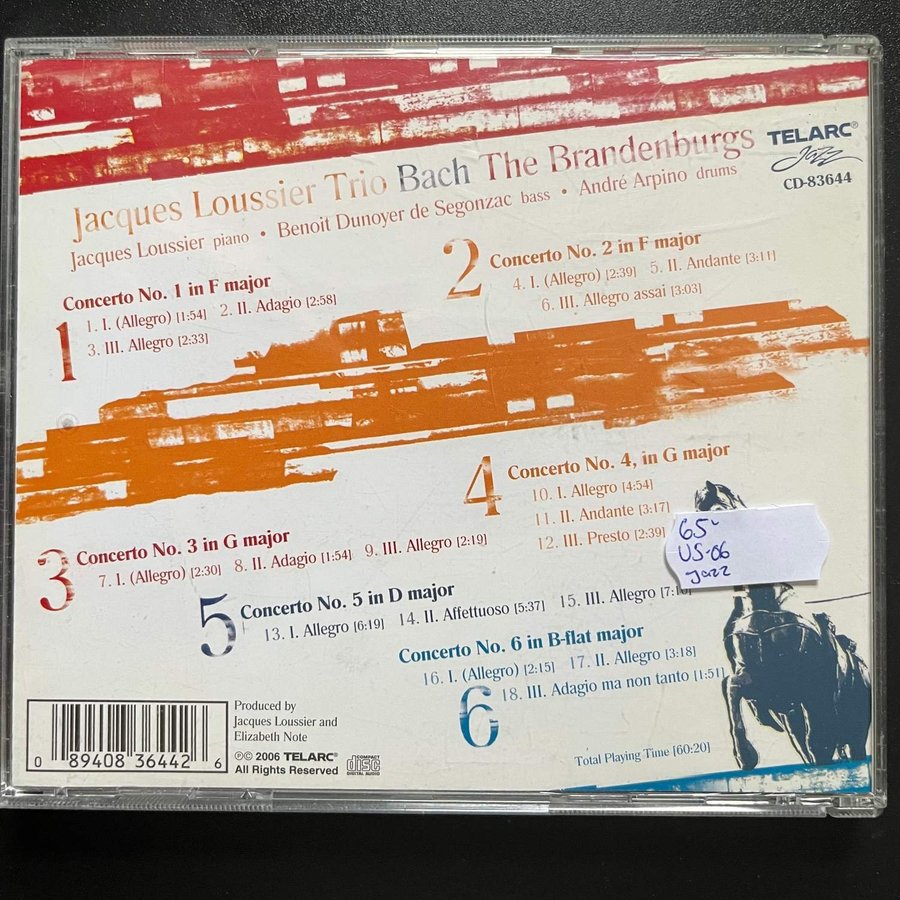 Jacques Loussier Trio Bach The Brandenburgs
TELARC®
Jazz
CD-83644
Jacques Loussier piano • Benoit Dunoyer de Segonzac bass • André Arpino drums
1
Concerto No. 1 in F major
1. I. (Allegro) [1:54] 2. II. Adagio [2:58]
3. III. Allegro [2:33]
2
Concerto No. 2 in F major
4. I. (Allegro) [2:39] 5. II. Andante [3:11]
6. III. Allegro assai [3:03]
3
Concerto No. 3 in G major
7. I. (Allegro) [2:30] 8. II. Adagio [1:54] 9. III. Allegro [2:19]
4
Concerto No. 4, in G major
10. I. Allegro [4:54]
11. II. Andante [3:17]
12. III. Presto [2:39]
65-
US-06
Jazz
5
Concerto No. 5 in D major
13. I. Allegro [6:19] 14. II. Affettuoso [5:37] 15. III. Allegro
6
Concerto No. 6 in B-flat major
16. I. (Allegro) [2:15] 17. II. Allegro [3:18]
18. III. Adagio ma non tanto [1:51]
Total Playing Time [60:20]
0 89408 36442 6
Produced by
Jacques Loussier and
Elizabeth Note
℗© 2006 TELARC®
All Rights Reserved
COMPACT
disc
DIGITAL AUDIO